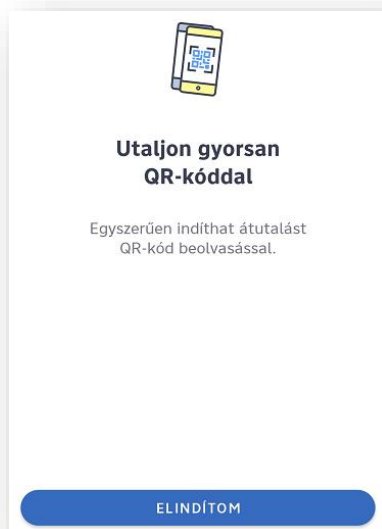 Utaljon gyorsan
QR-kóddal
Egyszerűen indíthat átutalást
QR-kód beolvasással.
ELINDÍTOM